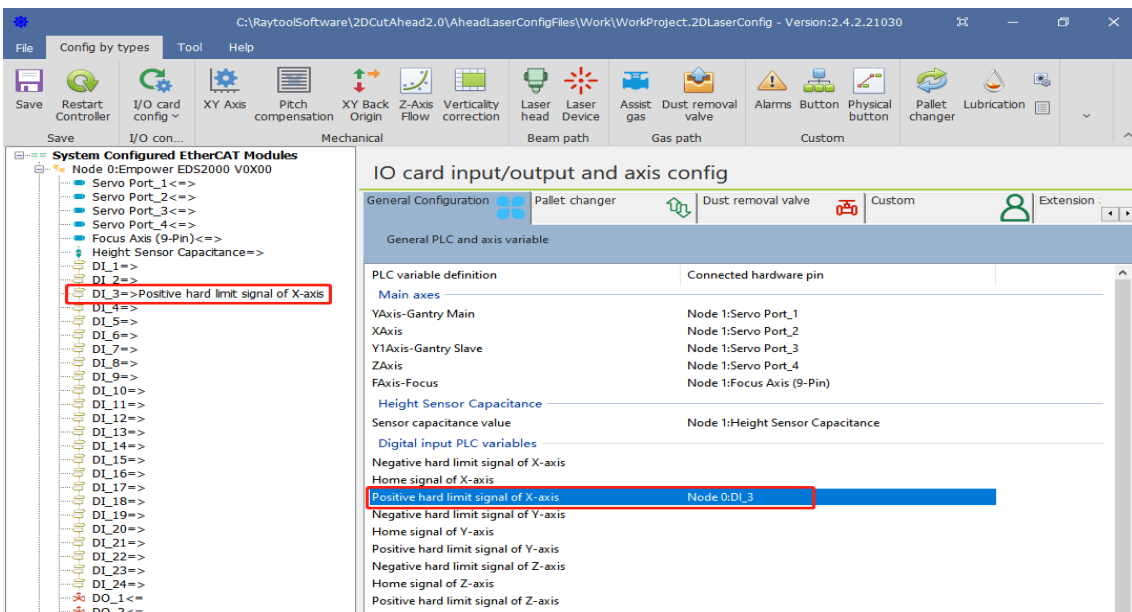 C:\RaytoolSoftware\2DCutAhead2.0\AheadLaserConfigFiles\Work\WorkProject.2DLaserConfig - Version:2.4.2.21030
File Config by types Tool Help
Save
Restart Controller
I/O card config
XY Axis
Pitch compensation
XY Back Origin
Z-Axis Fllow
Verticality correction
Laser head
Laser Device
Assist gas
Dust removal valve
Alarms
Button
Physical button
Pallet changer
Lubrication
Save I/O con... Mechanical Beam path Gas path Custom
System Configured EtherCAT Modules
Node 0:Empower EDS2000 V0X00
Servo Port_1<=>
Servo Port_2<=>
Servo Port_3<=>
Servo Port_4<=>
Focus Axis (9-Pin)<=>
Height Sensor Capacitance=>
DI_1=>
DI_2=>
DI_3=>Positive hard limit signal of X-axis
DI_4=>
DI_5=>
DI_6=>
DI_7=>
DI_8=>
DI_9=>
DI_10=>
DI_11=>
DI_12=>
DI_13=>
DI_14=>
DI_15=>
DI_16=>
DI_17=>
DI_18=>
DI_19=>
DI_20=>
DI_21=>
DI_22=>
DI_23=>
DI_24=>
DO_1<=
DO_2<=
IO card input/output and axis config
General Configuration Pallet changer Dust removal valve Custom Extension
General PLC and axis variable
PLC variable definition Connected hardware pin
Main axes
YAxis-Gantry Main Node 1:Servo Port_1
XAxis Node 1:Servo Port_2
Y1Axis-Gantry Slave Node 1:Servo Port_3
ZAxis Node 1:Servo Port_4
FAxis-Focus Node 1:Focus Axis (9-Pin)
Height Sensor Capacitance
Sensor capacitance value Node 1:Height Sensor Capacitance
Digital input PLC variables
Negative hard limit signal of X-axis
Home signal of X-axis
Positive hard limit signal of X-axis Node 0:DI_3
Negative hard limit signal of Y-axis
Home signal of Y-axis
Positive hard limit signal of Y-axis
Negative hard limit signal of Z-axis
Home signal of Z-axis
Positive hard limit signal of Z-axis